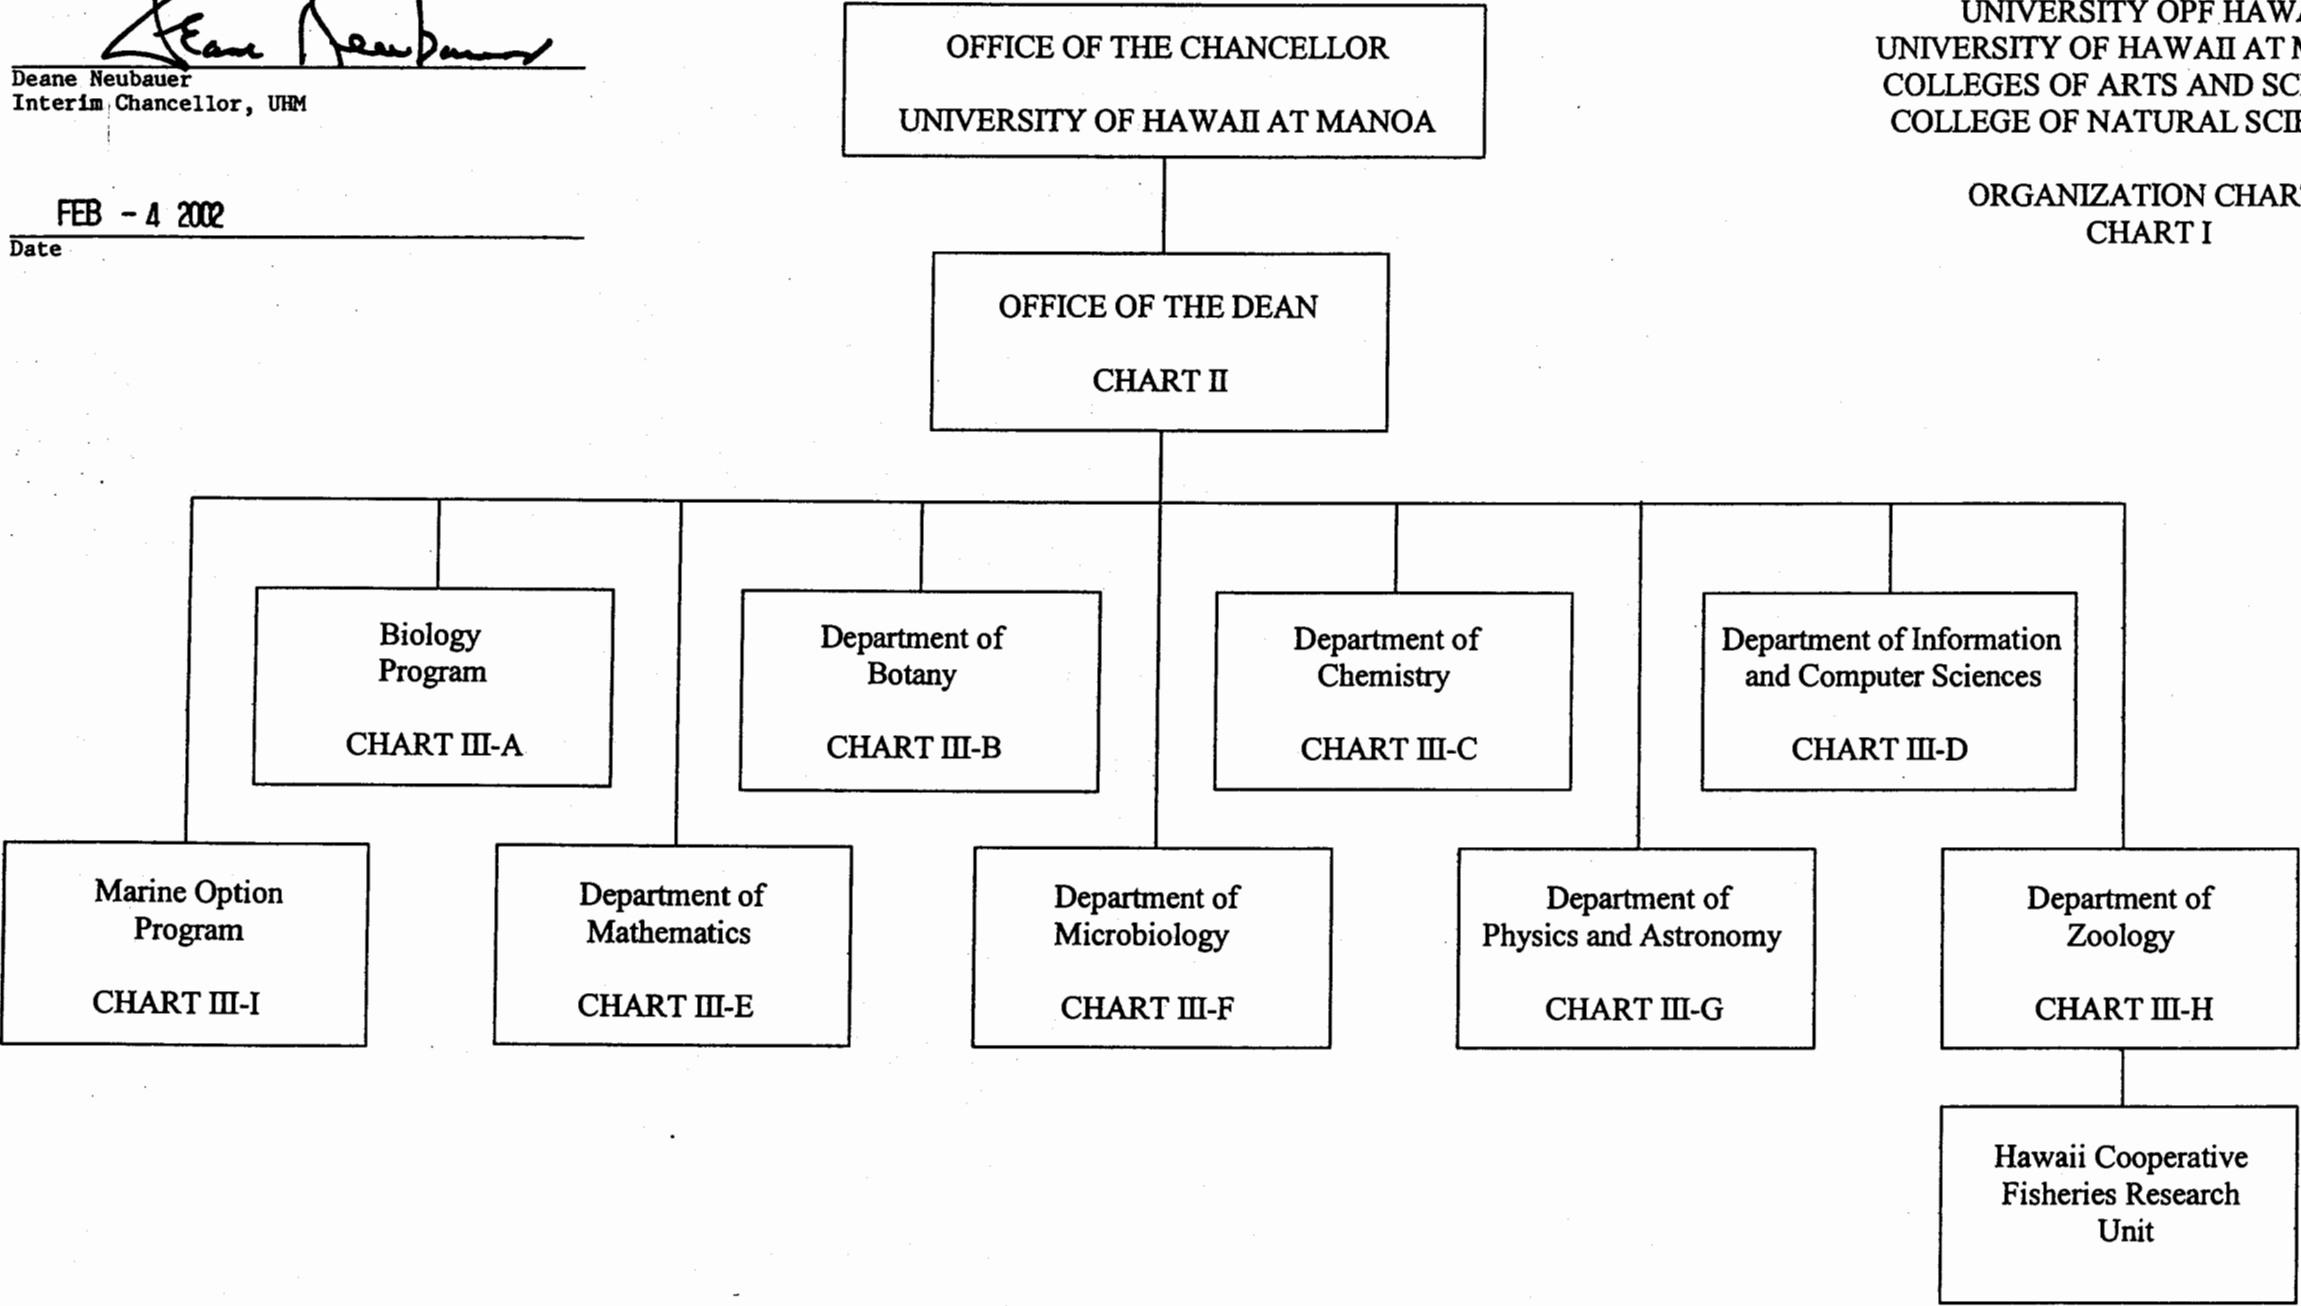 Deane Neubauer
Deane Neubauer
Interim Chancellor, UHM
FEB - 4 2002
Date
OFFICE OF THE CHANCELLOR
UNIVERSITY OF HAWAII AT MANOA
UNIVERSITY OPF
UNIVERSITY OF HAWAII AT
COLLEGES OF ARTS AND
COLLEGE OF NATURAL
ORGANIZATION
CHART I
OFFICE OF THE DEAN
CHART II
Biology
Program
CHART III-A
Department of
Botany
CHART III-B
Department of
Chemistry
CHART III-C
Department of Information
and Computer Sciences
CHART III-D
Marine Option
Program
CHART III-I
Department of
Mathematics
CHART III-E
Department of
Microbiology
CHART III-F
Department of
Physics and Astronomy
CHART III-G
Department of
Zoology
CHART III-H
Hawaii Cooperative
Fisheries Research
Unit